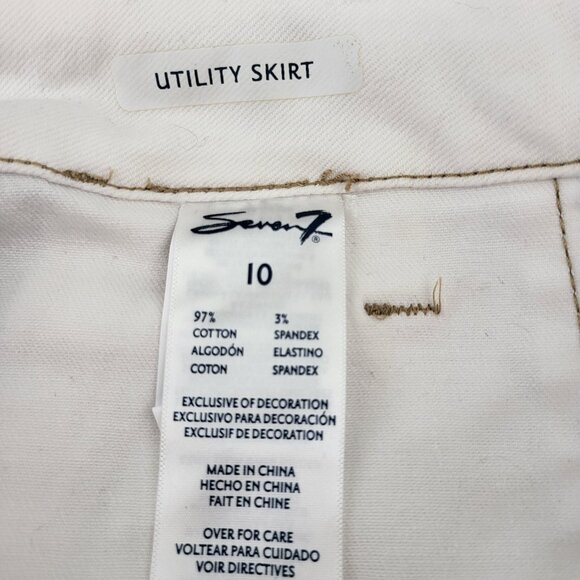 UTILITY SKIRT
Seven7®
10
97% 3%
COTTON SPANDEX
ALGODÓN ELASTINO
COTON SPANDEX
EXCLUSIVE OF DECORATION
EXCLUSIVO PARA DECORACIÓN
EXCLUSIF DE DECORATION
MADE IN CHINA
HECHO EN CHINA
FAIT EN CHINE
OVER FOR CARE
VOLTEAR PARA CUIDADO
VOIR DIRECTIVES